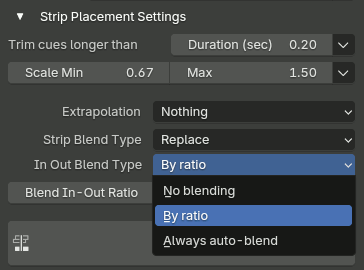 Strip Placement Settings
Trim cues longer than Duration (sec) 0.20
Scale Min 0.67 Max 1.50
Extrapolation Nothing
Strip Blend Type Replace
In Out Blend Type By ratio
Blend In-Out Ratio
No blending
By ratio
Always auto-blend